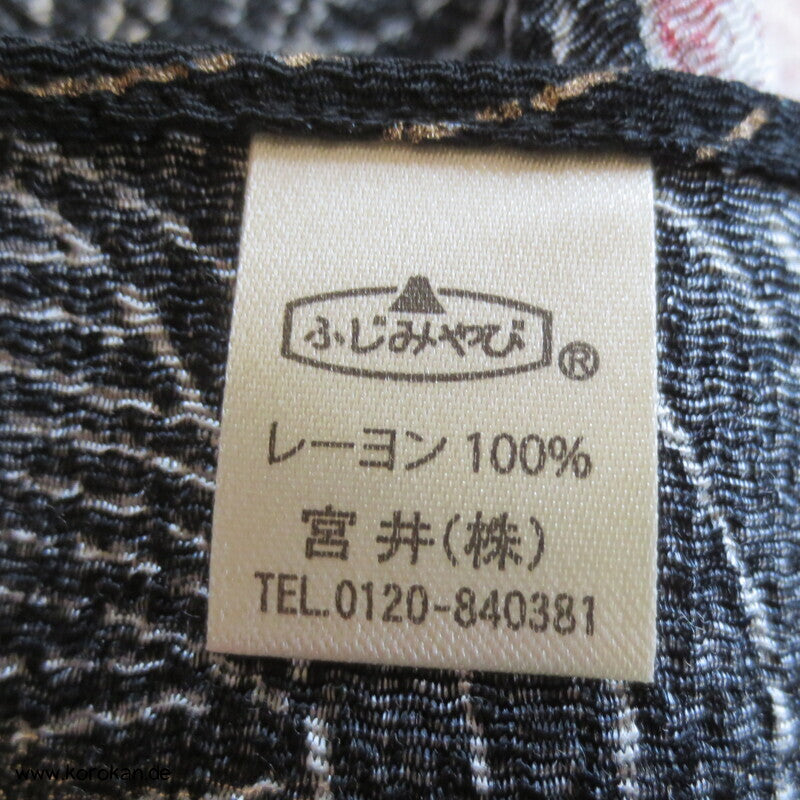 ふじみやび®
レーヨン 100%
宮井(株)
TEL.0120-840381
www.korokan.de